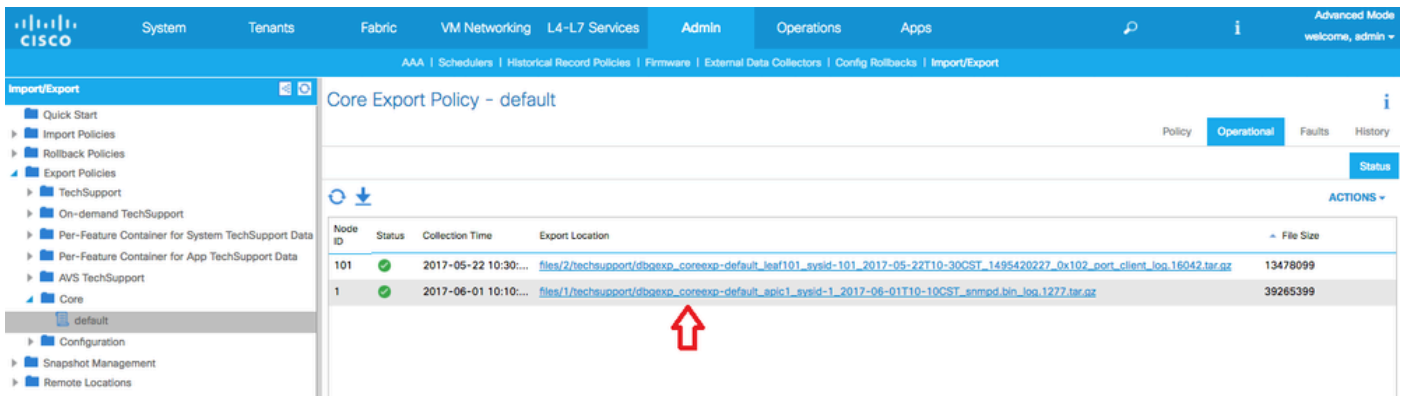 CISCO
System Tenants Fabric VM Networking L4-L7 Services Admin Operations Apps i Advanced Mode
welcome, admin
AAA | Schedulers | Historical Record Policies | Firmware | External Data Collectors | Config Rollbacks | Import/Export
Import/Export
Quick Start
Import Policies
Rollback Policies
Export Policies
TechSupport
On-demand TechSupport
Per-Feature Container for System TechSupport Data
Per-Feature Container for App TechSupport Data
AVS TechSupport
Core
default
Configuration
Snapshot Management
Remote Locations
Core Export Policy - default
i
Policy Operational Faults History
Status
ACTIONS
Node ID Status Collection Time Export Location File Size
101 2017-05-22 10:30:... files/2/techsupport/dbgexp_coreexp-default_leaf101_sysid-101_2017-05-22T10-30CST_1495420227_0x102_port_client_log.16042.tar.gz 13478099
1 2017-06-01 10:10:... files/1/techsupport/dbgexp_coreexp-default_apic1_sysid-1_2017-06-01T10-10CST_snmpd.bin_log.1277.tar.gz 39265399